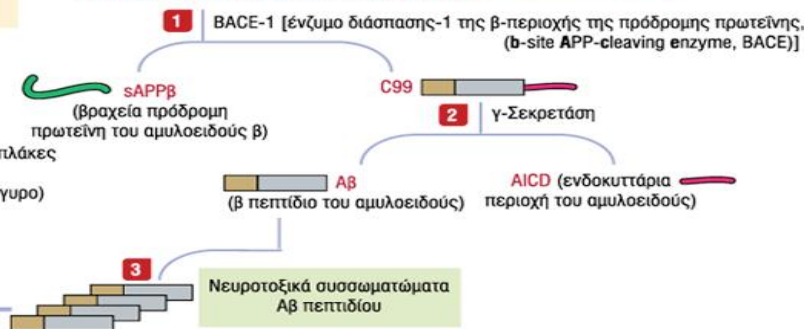 1 BACE-1 [ένζυμο διάσπασης-1 της β-περιοχής της πρόδρομης πρωτεΐνης,
(b-site APP-cleaving enzyme, BACE)]
sAPPβ
(βραχεία πρόδρομη
πρωτεΐνη του αμυλοειδούς β)
πλάκες
γυρο)
C99
2 γ-Σεκρετάση
Αβ
(β πεπτίδιο του αμυλοειδούς)
AICD (ενδοκυττάρια
περιοχή του αμυλοειδούς)
3
Νευροτοξικά συσσωματώματα
Αβ πεπτιδίου